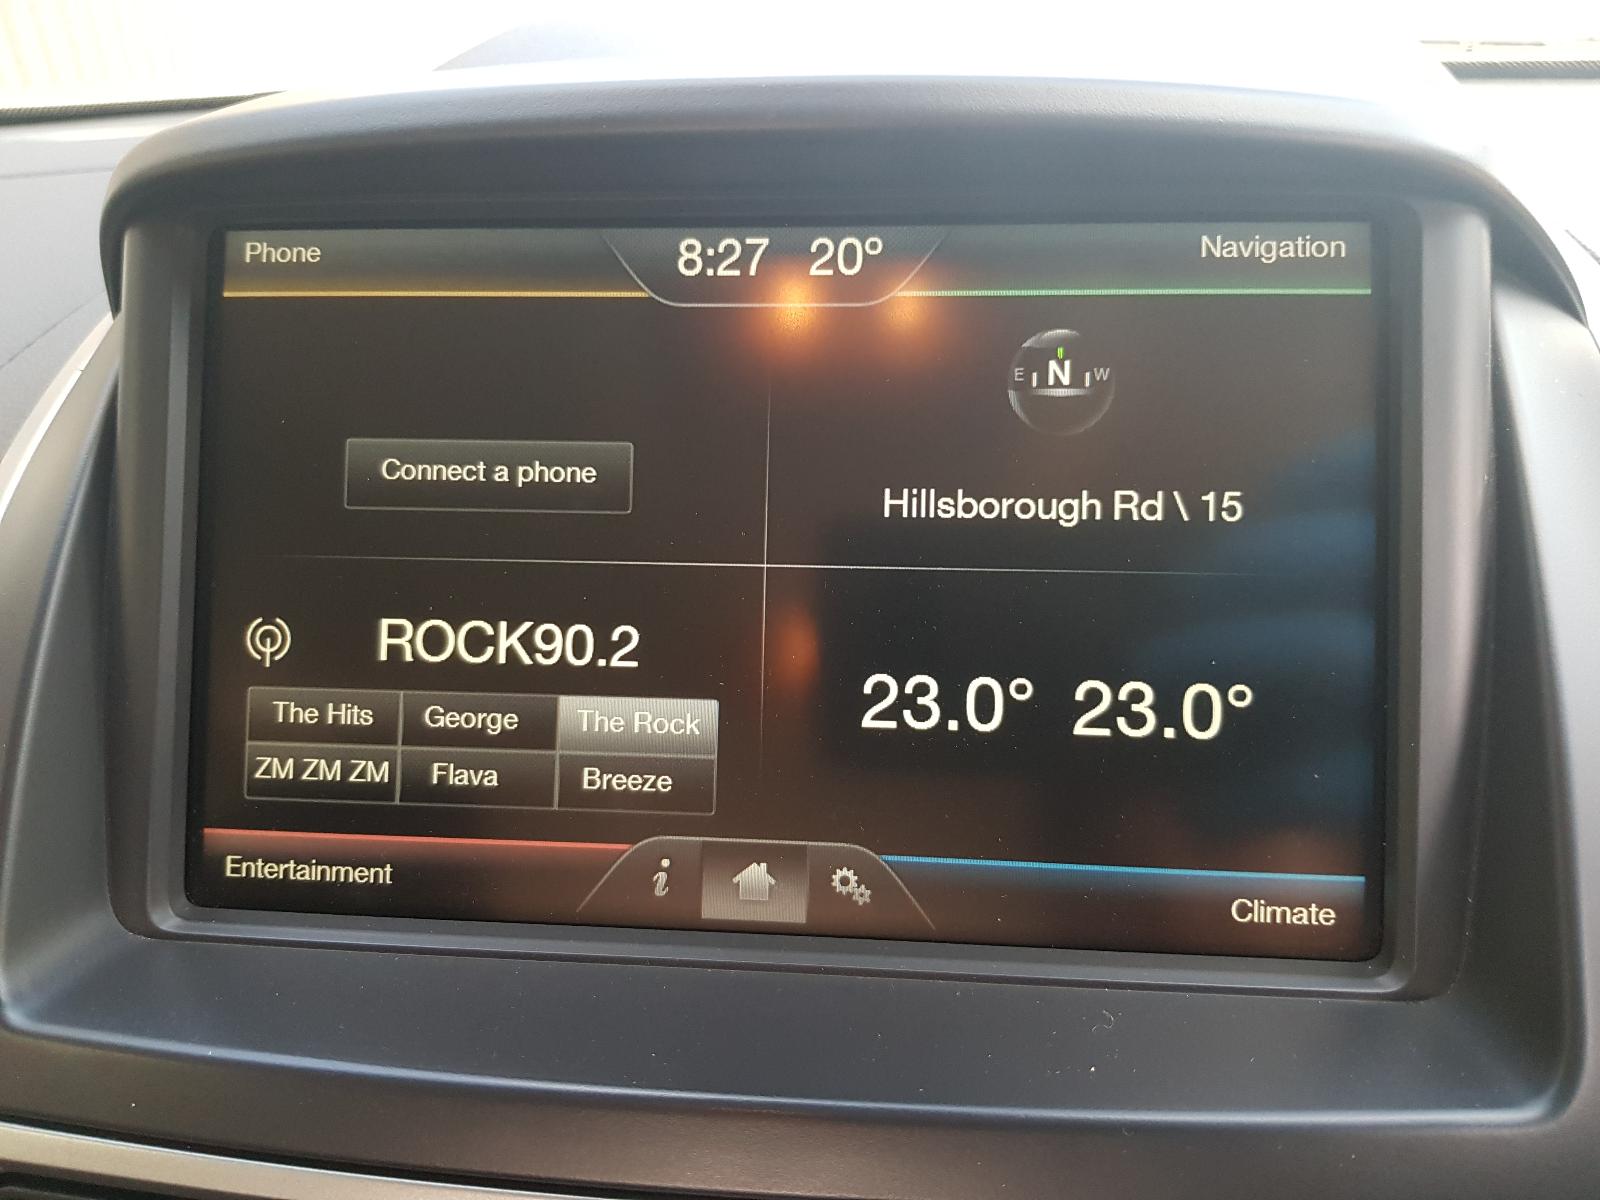 Phone
8:27 20°
Navigation
E N W
Connect a phone
Hillsborough Rd \ 15
ROCK90.2
The Hits George The Rock
ZM ZM ZM Flava Breeze
23.0° 23.0°
Entertainment
i
Climate